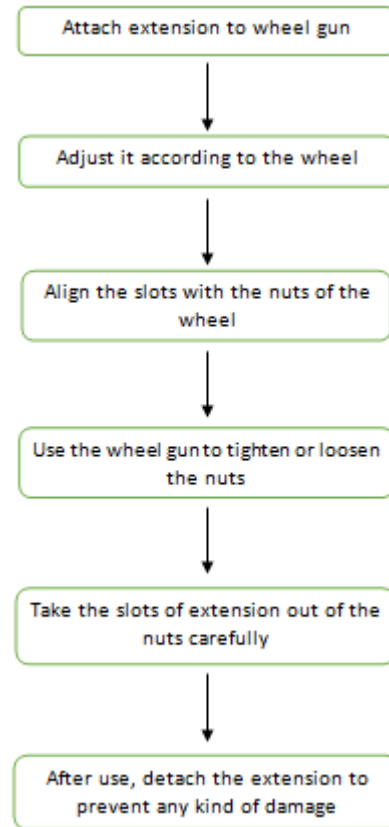 Attach extension to wheel gun
Adjust it according to the wheel
Align the slots with the nuts of the
wheel
Use the wheel gun to tighten or loosen
the nuts
Take the slots of extension out of the
nuts carefully
After use, detach the extension to
prevent any kind of damage